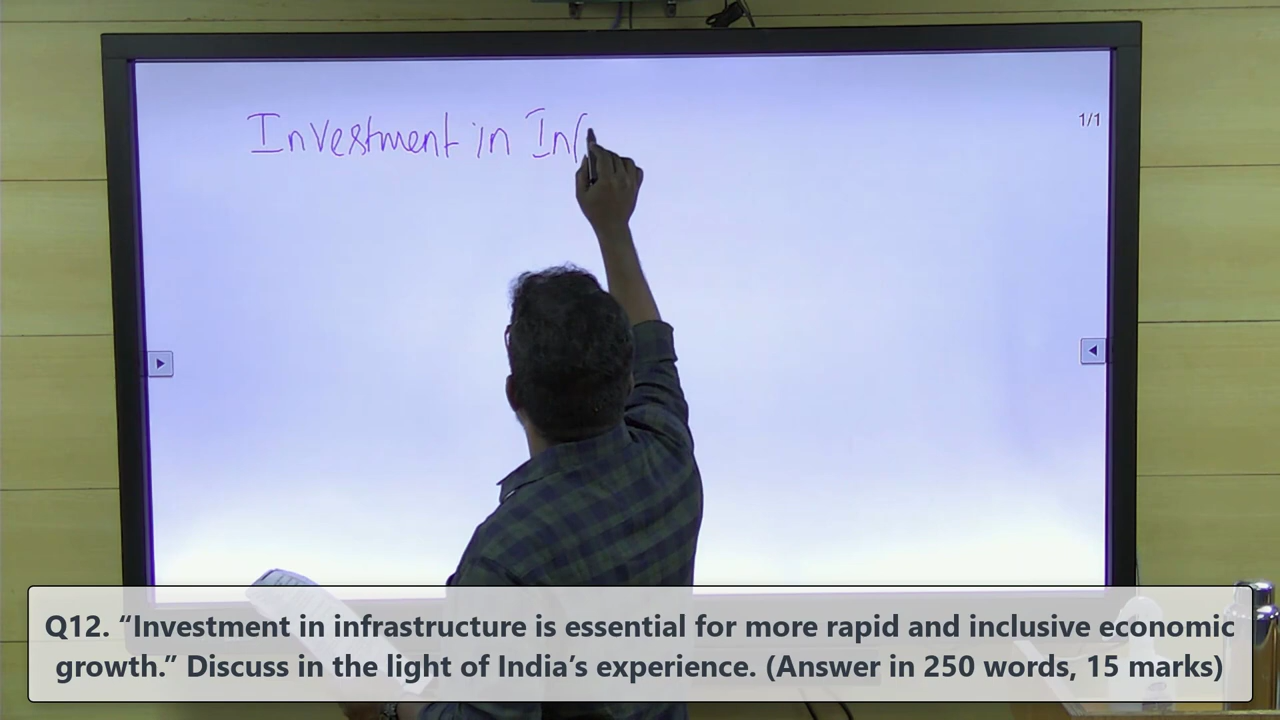 Investment in Inf
1/1
Q12. “Investment in infrastructure is essential for more rapid and inclusive economic
growth.” Discuss in the light of India’s experience. (Answer in 250 words, 15 marks)